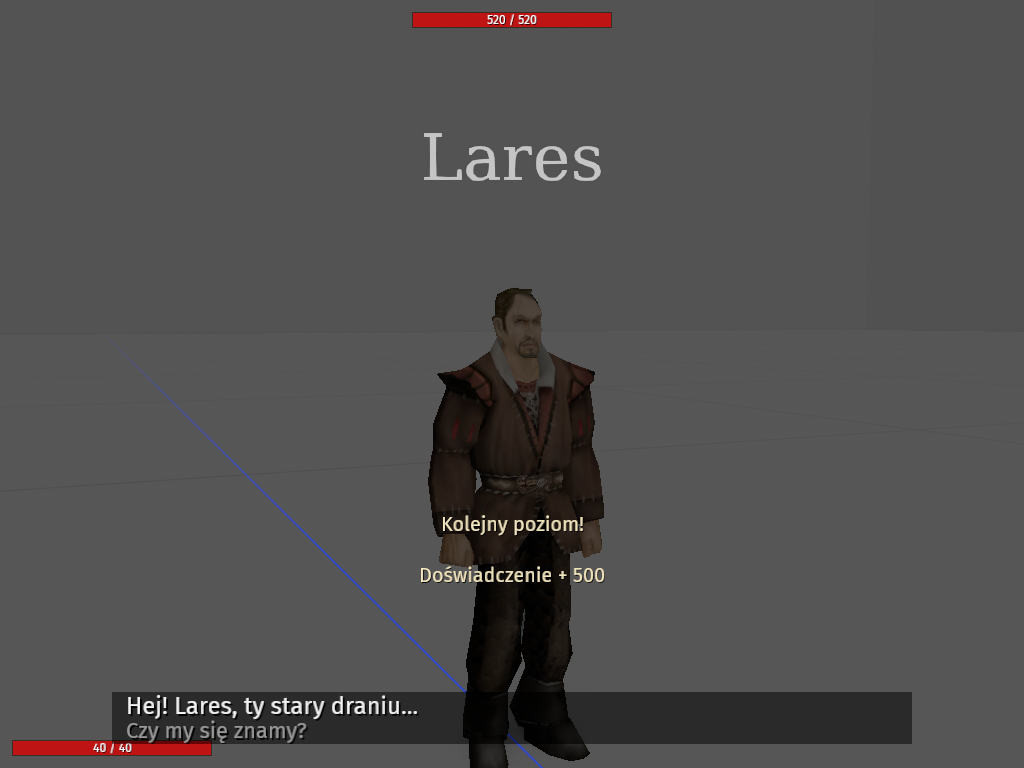 520 / 520
Lares
Kolejny poziom!
Doświadczenie + 500
Hej! Lares, ty stary draniu...
Czy my się znamy?
40 / 40